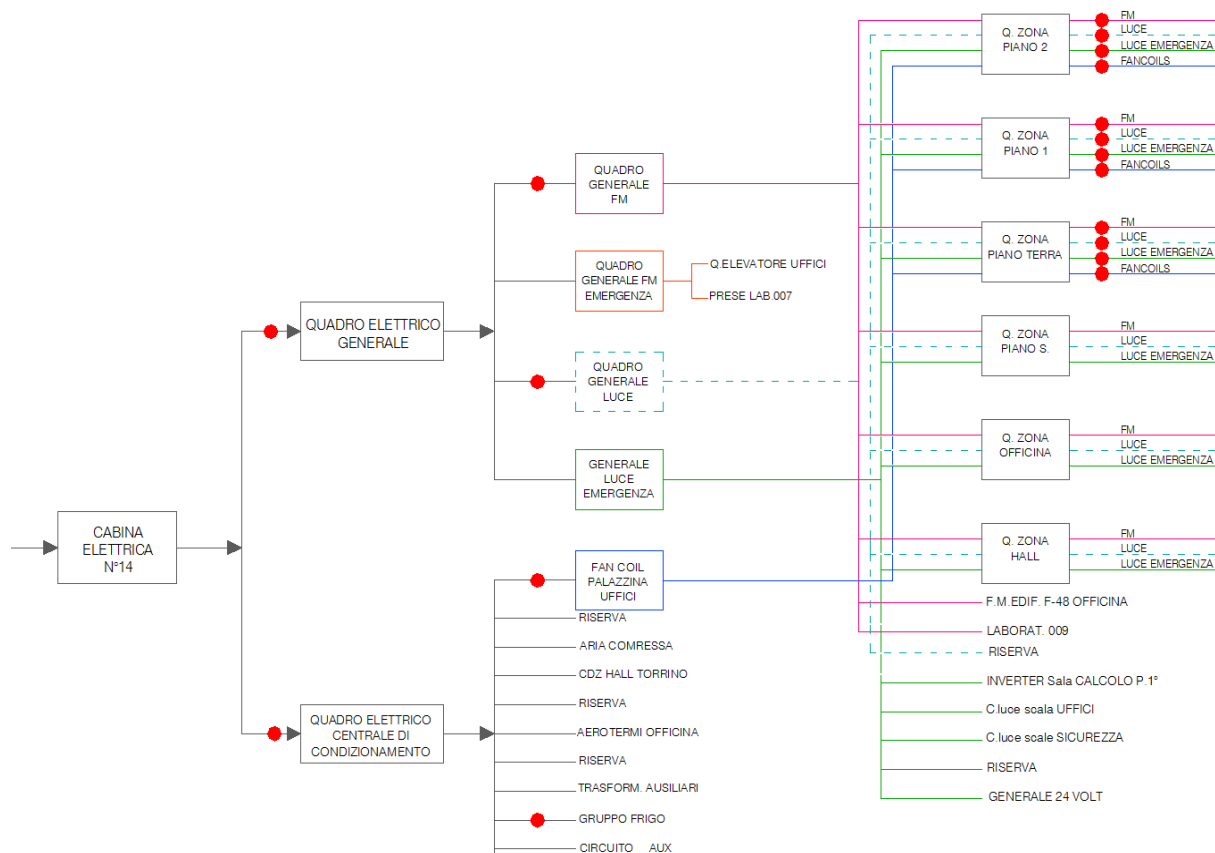 CABINA
ELETTRICA
N°14
QUADRO ELETTRICO
GENERALE
QUADRO ELETTRICO
CENTRALE DI
CONDIZIONAMENTO
QUADRO
GENERALE
FM
QUADRO
GENERALE FM
EMERGENZA
Q.ELEVATORE UFFICI
PRESE LAB.007
QUADRO
GENERALE
LUCE
GENERALE
LUCE
EMERGENZA
FAN COIL
PALAZZINA
UFFICI
RISERVA
ARIA COMRESSA
CDZ HALL TORRINO
RISERVA
AEROTERMI OFFICINA
RISERVA
TRASFORM. AUSILIARI
GRUPPO FRIGO
CIRCUITO AUX
Q. ZONA
PIANO 2
FM
LUCE
LUCE EMERGENZA
FANCOILS
Q. ZONA
PIANO 1
FM
LUCE
LUCE EMERGENZA
FANCOILS
Q. ZONA
PIANO TERRA
FM
LUCE
LUCE EMERGENZA
FANCOILS
Q. ZONA
PIANO S.
FM
LUCE
LUCE EMERGENZA
Q. ZONA
OFFICINA
FM
LUCE
LUCE EMERGENZA
Q. ZONA
HALL
FM
LUCE
LUCE EMERGENZA
F.M.EDIF. F-48 OFFICINA
LABORAT. 009
RISERVA
INVERTER Sala CALCOLO P.1°
C.luce scala UFFICI
C.luce scale SICUREZZA
RISERVA
GENERALE 24 VOLT